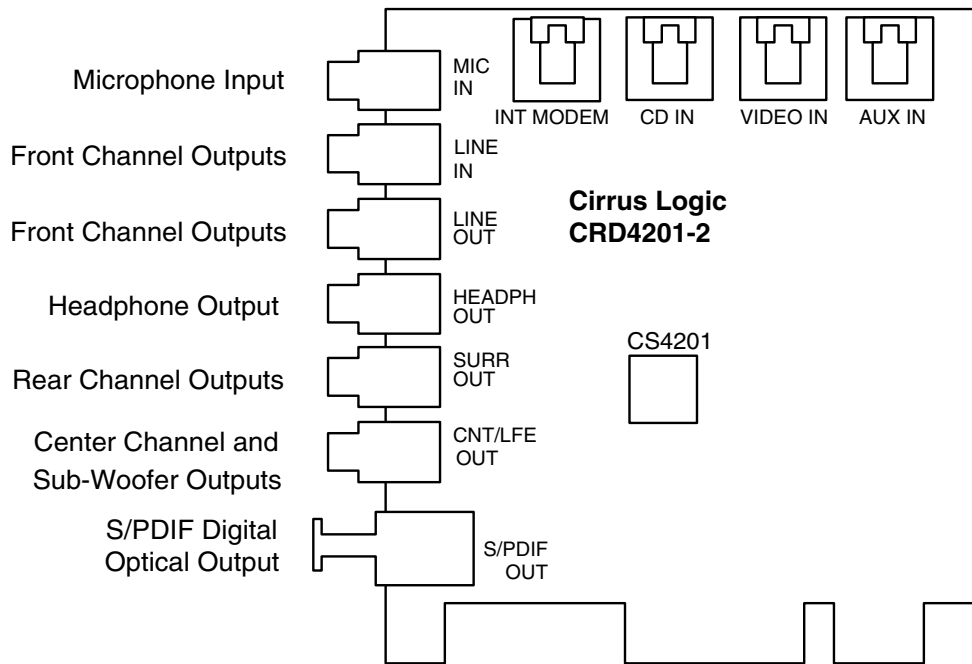 Microphone Input
MIC
IN
INT MODEM
CD IN
VIDEO IN
AUX IN
Front Channel Outputs
LINE
IN
Cirrus Logic
CRD4201-2
Front Channel Outputs
LINE
OUT
Headphone Output
HEADPH
OUT
CS4201
Rear Channel Outputs
SURR
OUT
Center Channel and
Sub-Woofer Outputs
CNT/LFE
OUT
S/PDIF Digital
Optical Output
S/PDIF
OUT